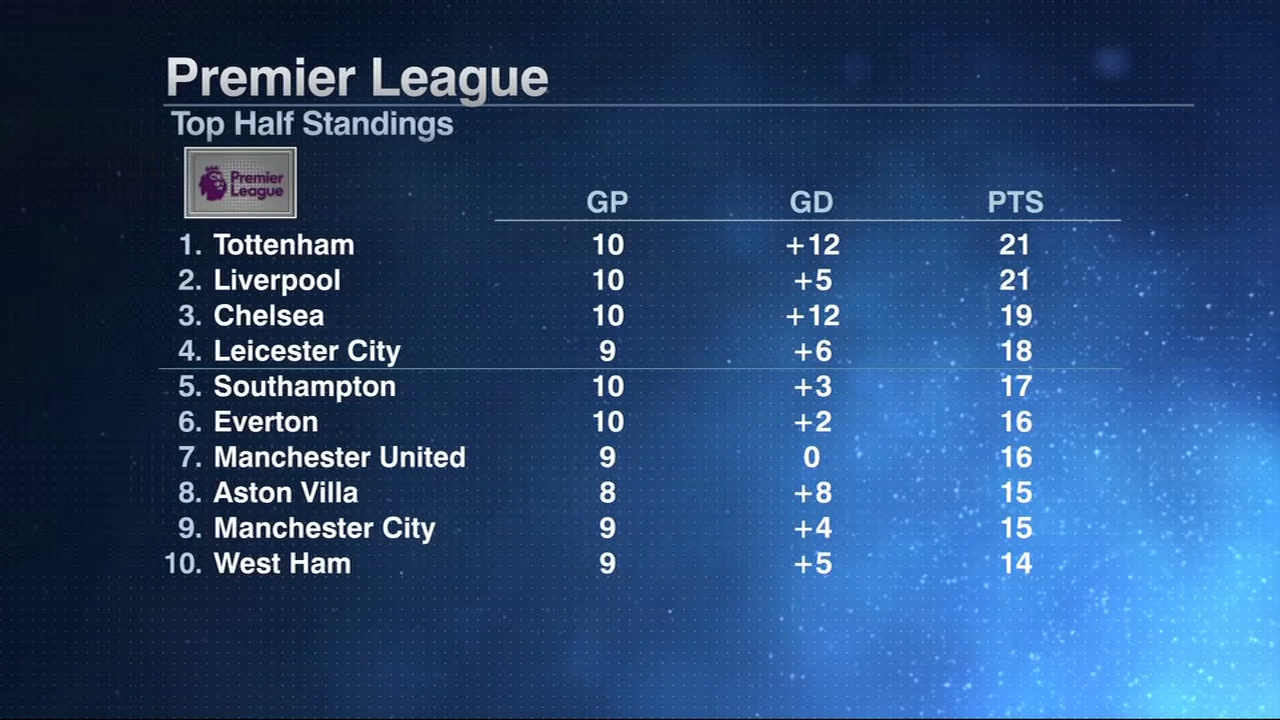 Premier League
Top Half Standings
Premier
League
GP GD PTS
1. Tottenham 10 +12 21
2. Liverpool 10 +5 21
3. Chelsea 10 +12 19
4. Leicester City 9 +6 18
5. Southampton 10 +3 17
6. Everton 10 +2 16
7. Manchester United 9 0 16
8. Aston Villa 8 +8 15
9. Manchester City 9 +4 15
10. West Ham 9 +5 14